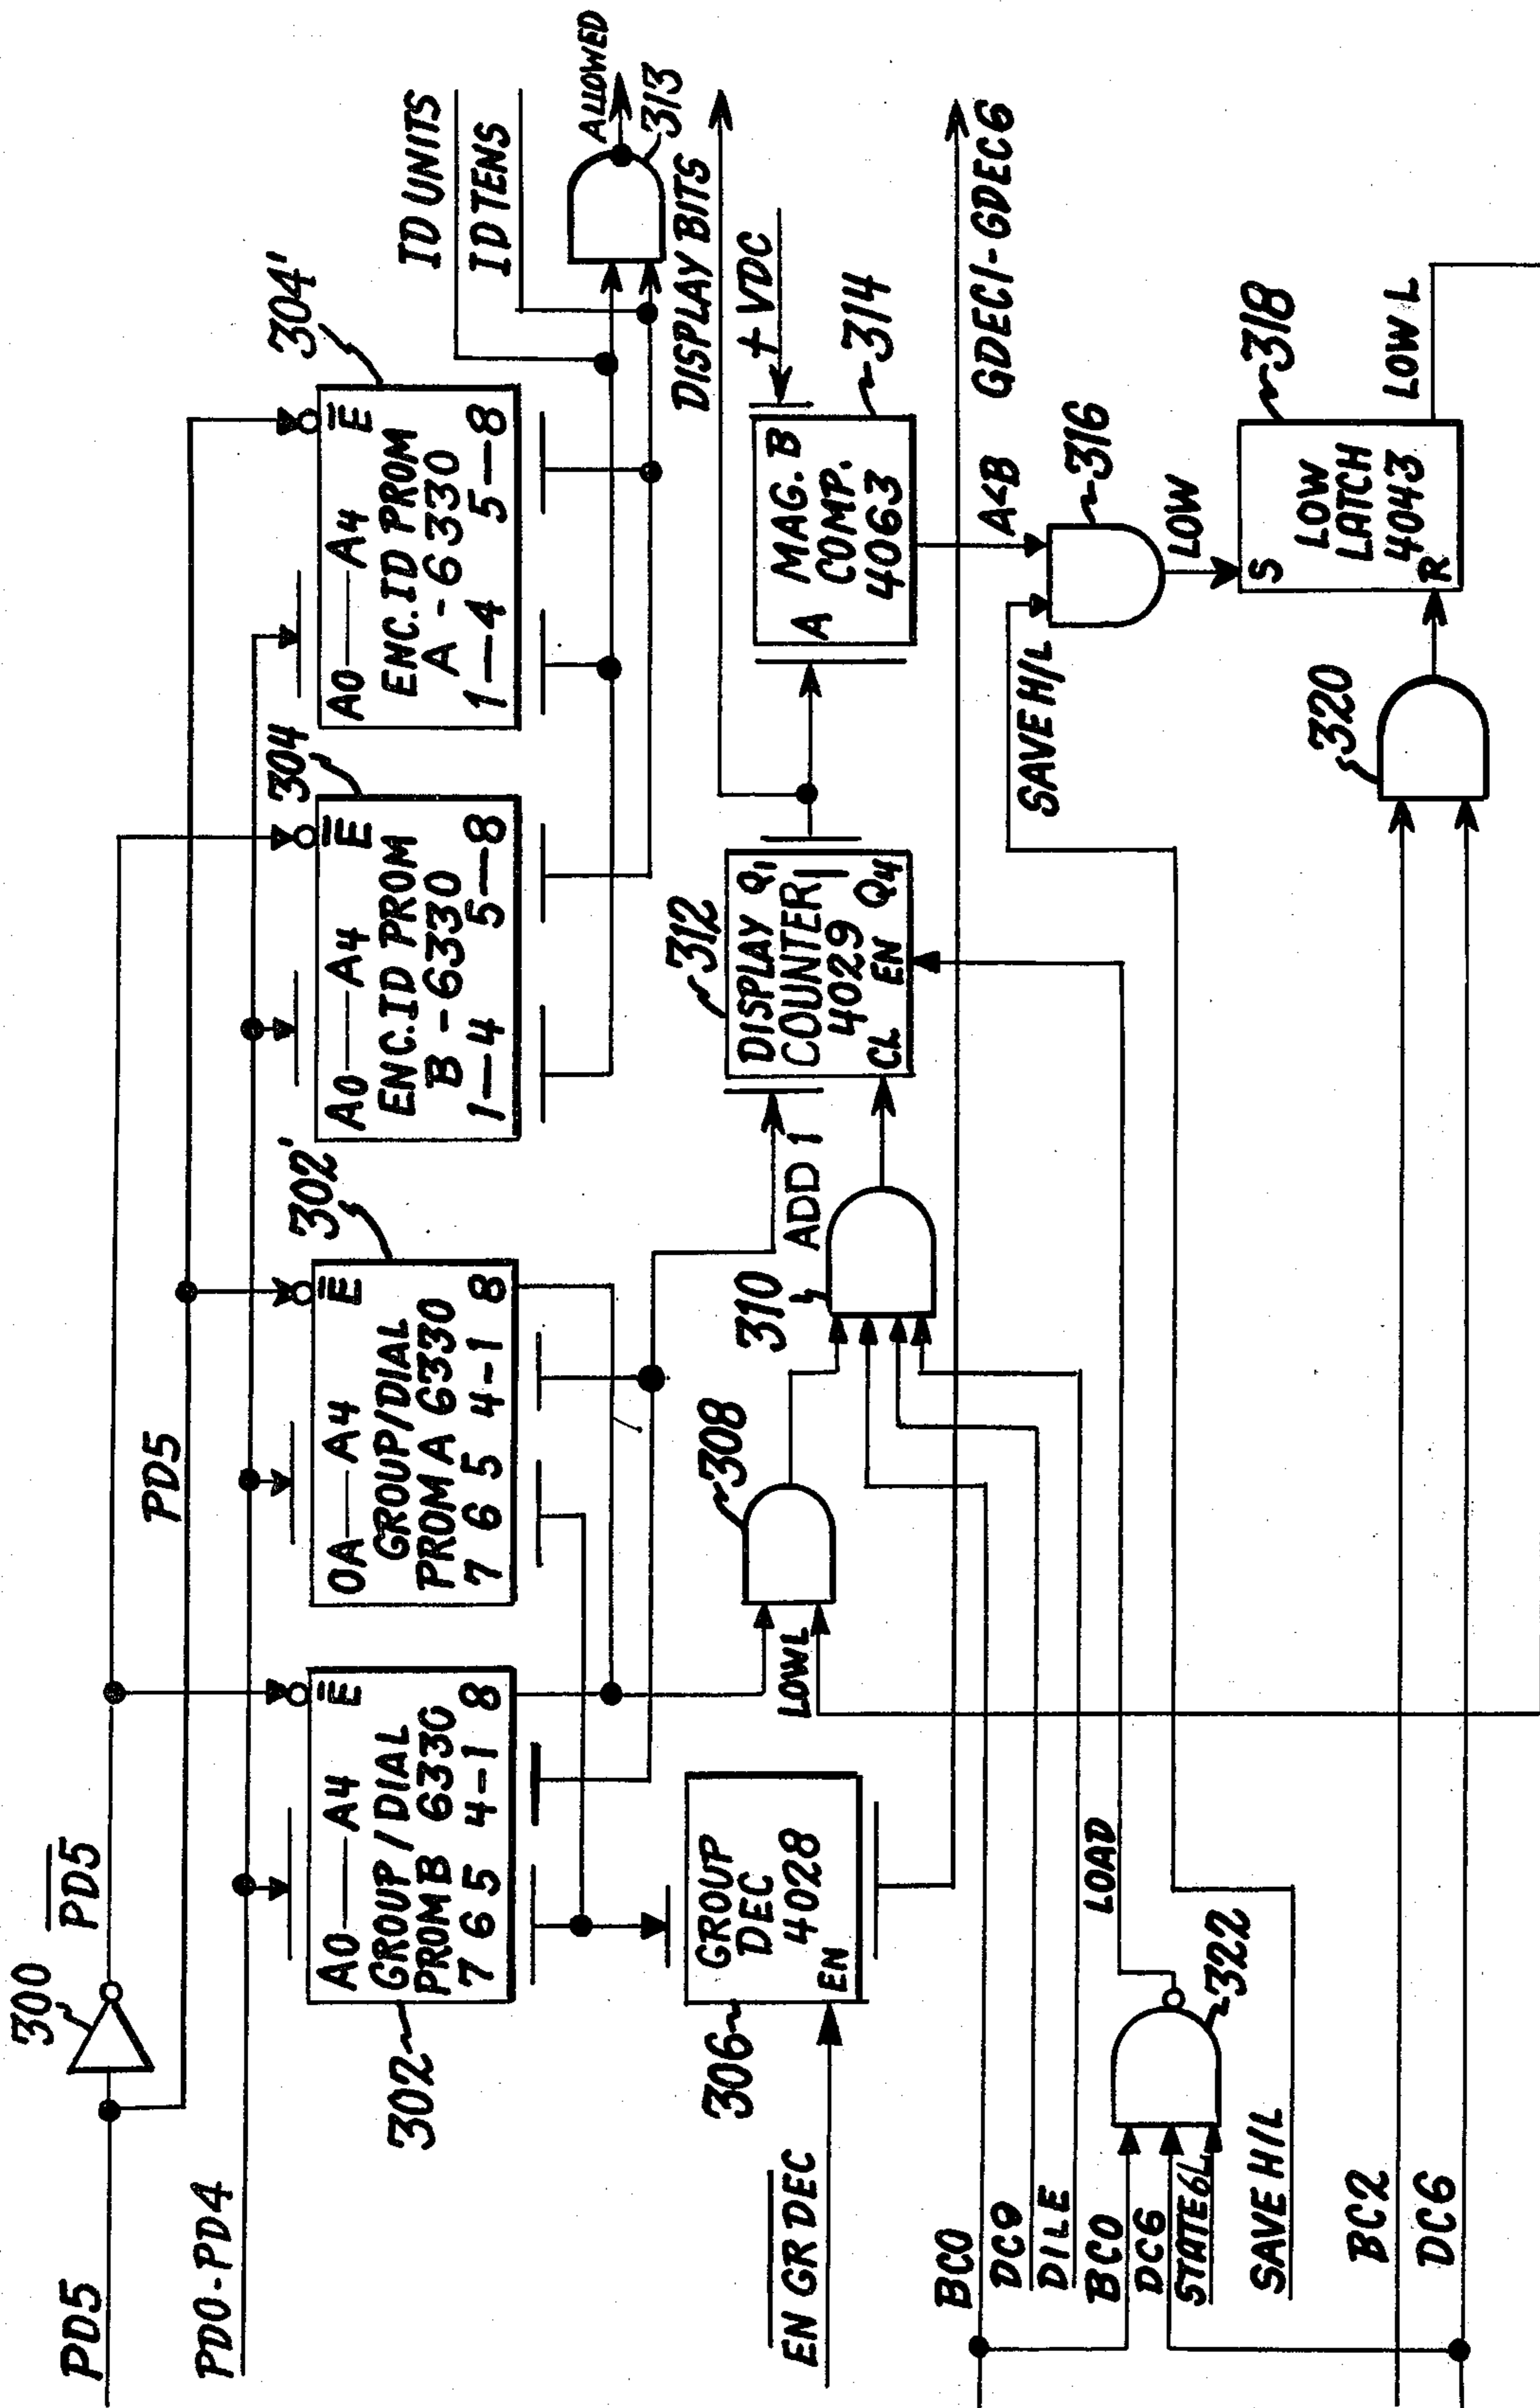 PD5
300
PD5
PD5
PD0-PD4
302
A0 A4
GROUP/DIAL
PROM B 6330
7 6 5 4-1 8
E
302'
0A A4
GROUP/DIAL
PROM A 6330
7 6 5 4-1 8
E
304
A0 A4
ENC. ID PROM
B-6330
1-4 5-8
E
304'
A0 A4
ENC. ID PROM
A-6330
1-4 5-8
E
ID UNITS
ID TENS
ALLOWED
313
DISPLAY BITS
EN GR DEC
306
GROUP
DEC
4028
EN
LOWL
308
310
ADD 1
312
DISPLAY Q1
COUNTER
4029
CL EN Q4
+ VDC
A MAG. B
COMP.
4063
314
GDEC1-GDEC6
A<B
SAVE H/L
316
LOW
S LOW
LATCH
4043
R
318
LOW L
320
BC0
DC9
DILE
BC0
DC6
STATE6L
SAVE H/L
322
LOAD
BC2
DC6